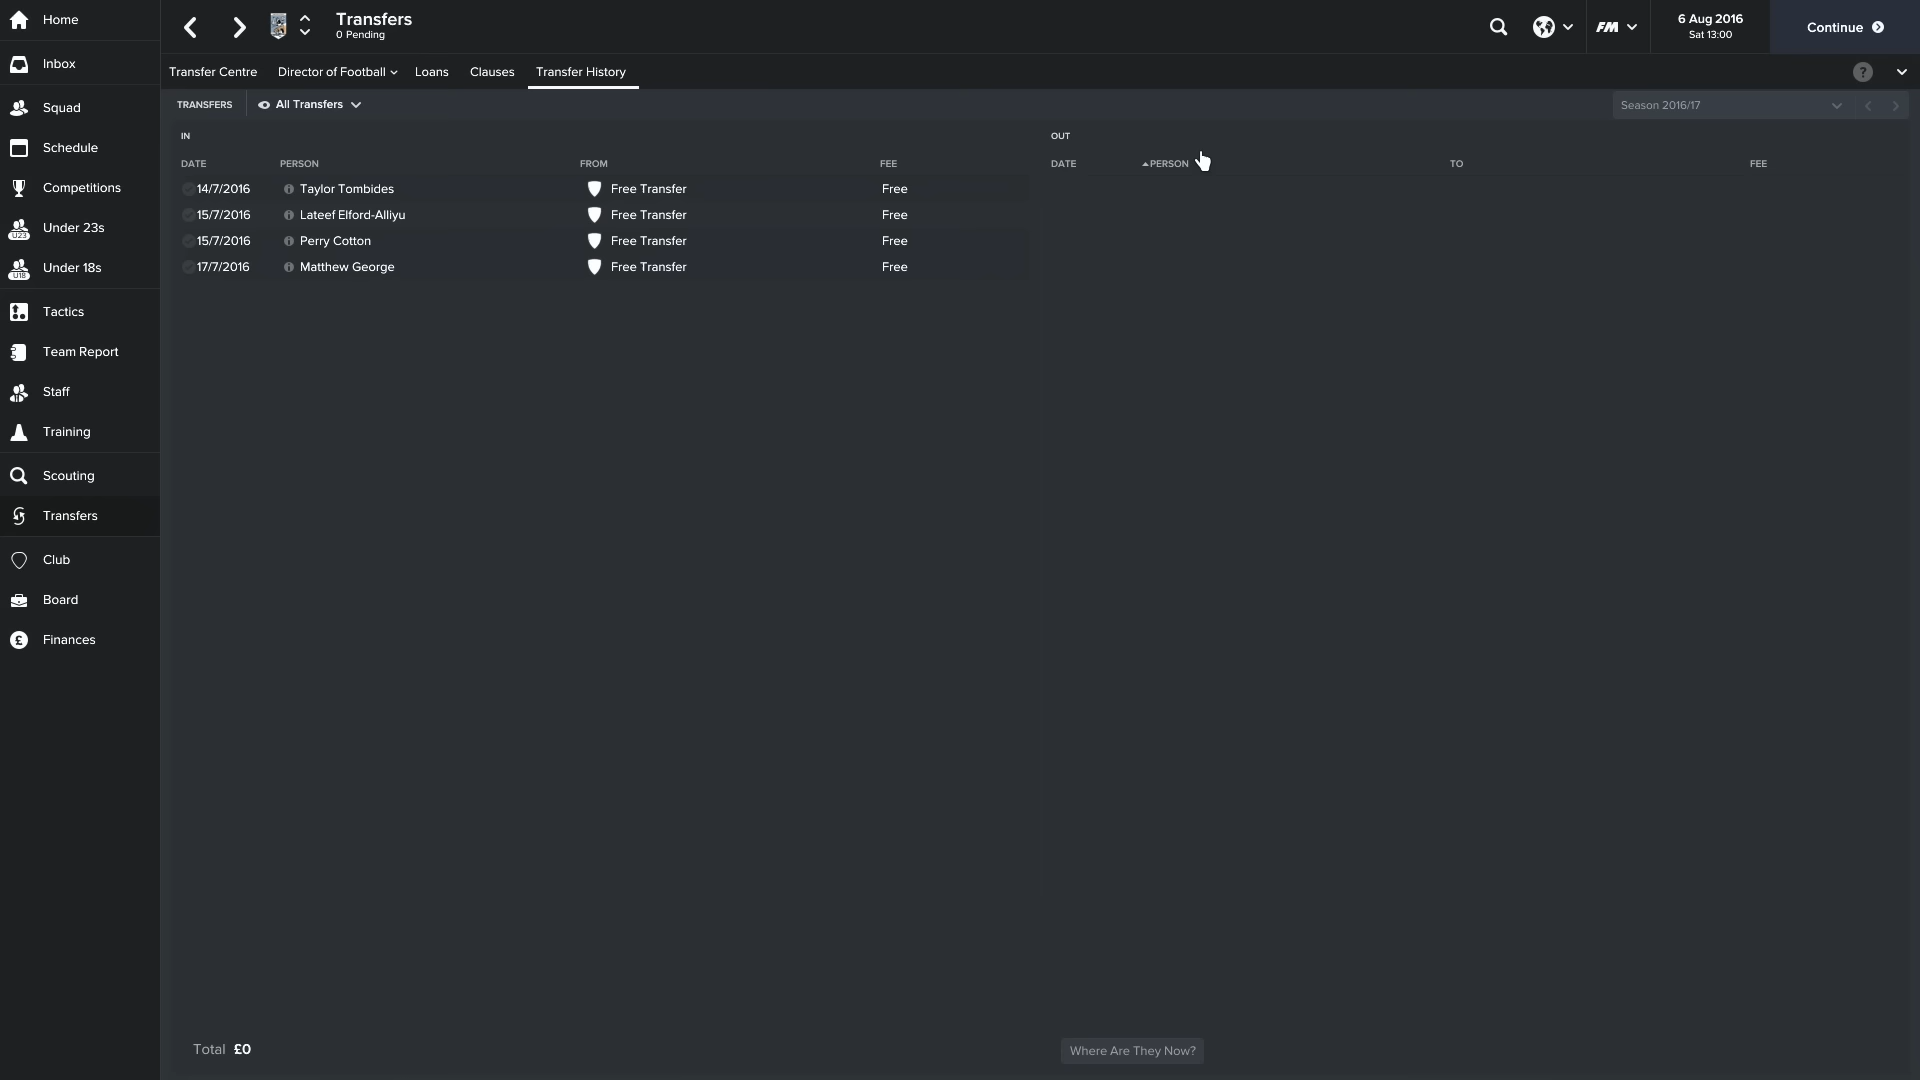 Home
Inbox
Squad
Schedule
Competitions
Under 23s
U23
Under 18s
U18
Tactics
Team Report
Staff
Training
Scouting
Transfers
Club
Board
£ Finances
Transfers
0 Pending
FM
6 Aug 2016
Sat 13:00
Continue
Transfer Centre Director of Football Loans Clauses Transfer History
?
TRANSFERS All Transfers Season 2016/17
IN
DATE PERSON FROM FEE
14/7/2016 Taylor Tombides Free Transfer Free
15/7/2016 Lateef Elford-Alliyu Free Transfer Free
15/7/2016 Perry Cotton Free Transfer Free
17/7/2016 Matthew George Free Transfer Free
Total £0
OUT
DATE PERSON TO FEE
Where Are They Now?